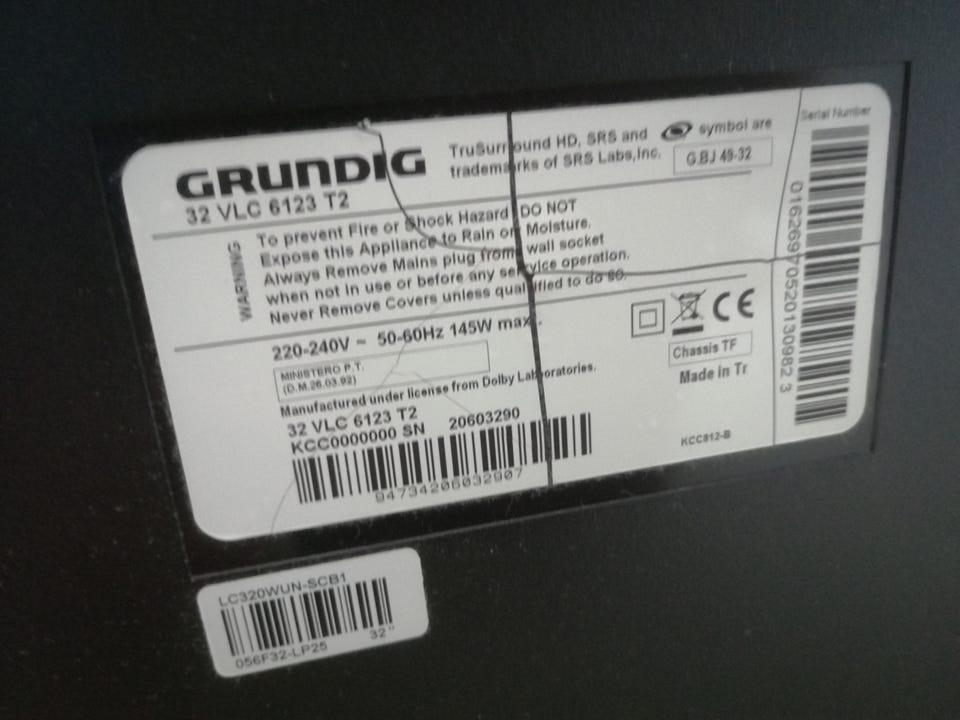 GRUNDIG
32 VLC 6123 T2
TruSurround HD, SRS and symbol are
trademarks of SRS Labs,Inc.
G.BJ 49-32
WARNING
To prevent Fire or Shock Hazard DO NOT
Expose this Appliance to Rain or Moisture.
Always Remove Mains plug from wall socket
when not in use or before any service operation.
Never Remove Covers unless qualified to do so.
220-240V ~ 50-60Hz 145W max.
MINISTERO P.T.
(D.M.26.03.92)
Manufactured under license from Dolby Laboratories.
32 VLC 6123 T2
KCC0000000 SN 20603290
94734206032907
CE
Chassis TF
Made in Tr
KCC812-B
Serial Number
01626970520130982 3
LC320WUN-SCB1
056F32-LP25 32"